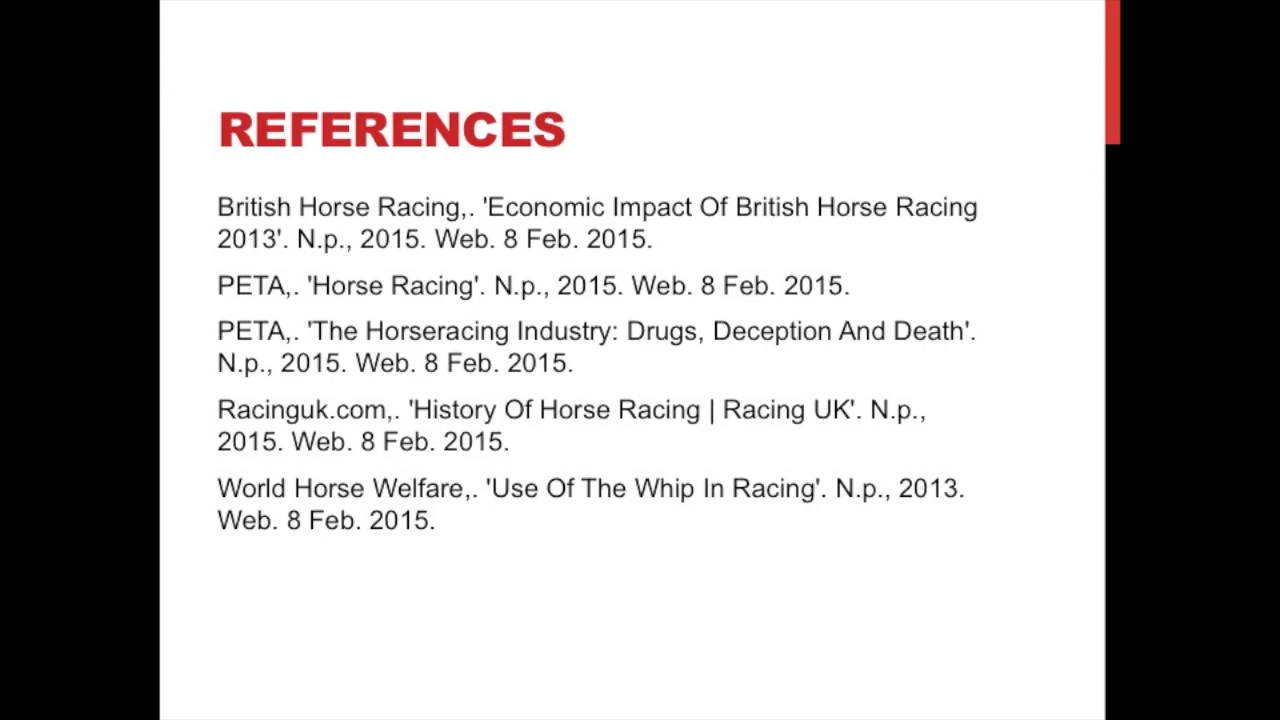 REFERENCES
British Horse Racing,. 'Economic Impact Of British Horse Racing
2013'. N.p., 2015. Web. 8 Feb. 2015.
PETA,. 'Horse Racing'. N.p., 2015. Web. 8 Feb. 2015.
PETA,. 'The Horseracing Industry: Drugs, Deception And Death'.
N.p., 2015. Web. 8 Feb. 2015.
Racinguk.com,. 'History Of Horse Racing | Racing UK'. N.p.,
2015. Web. 8 Feb. 2015.
World Horse Welfare,. 'Use Of The Whip In Racing'. N.p., 2013.
Web. 8 Feb. 2015.